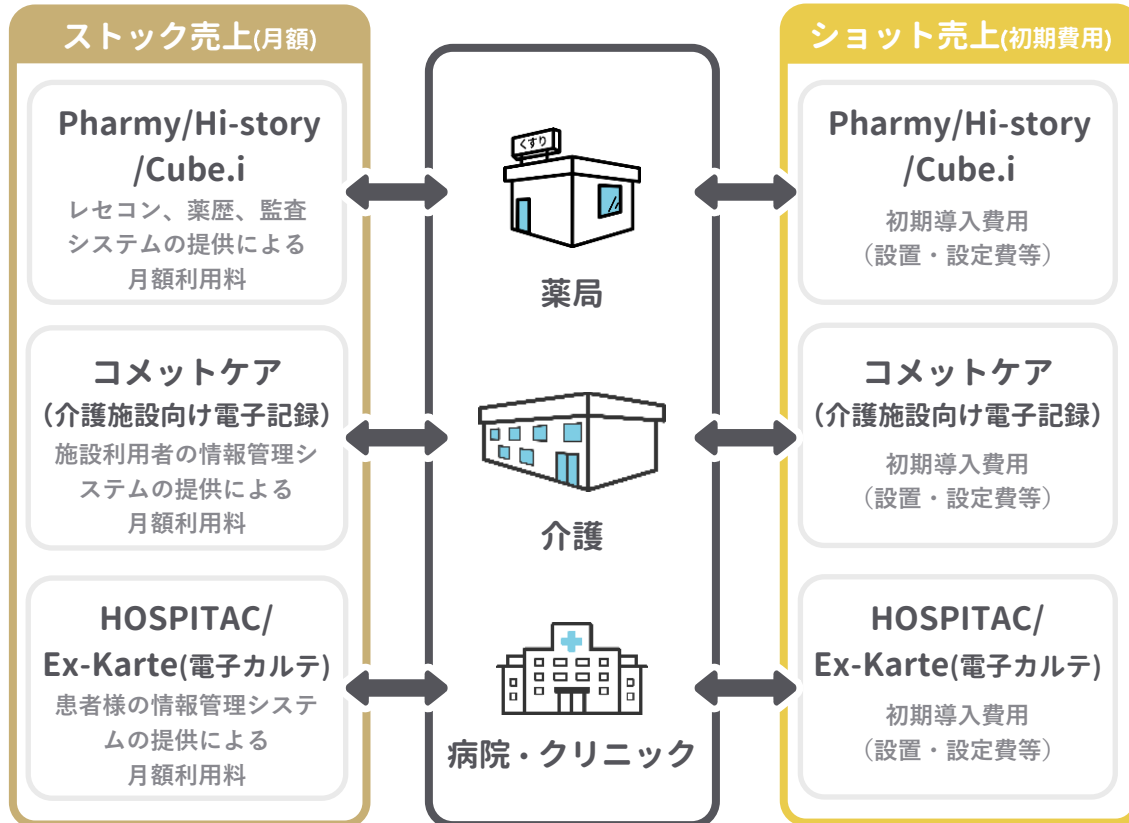 ストック売上(月額)
Pharmy/Hi-story
/Cube.i
レセコン、薬歴、監査
システムの提供による
月額利用料
コメットケア
(介護施設向け電子記録)
施設利用者の情報管理シ
ステムの提供による
月額利用料
HOSPITAC/
Ex-Karte(電子カルテ)
患者様の情報管理システ
ムの提供による
月額利用料
くすり
薬局
介護
病院・クリニック
ショット売上(初期費用)
Pharmy/Hi-story
/Cube.i
初期導入費用
（設置・設定費等）
コメットケア
(介護施設向け電子記録)
初期導入費用
（設置・設定費等）
HOSPITAC/
Ex-Karte(電子カルテ)
初期導入費用
（設置・設定費等）